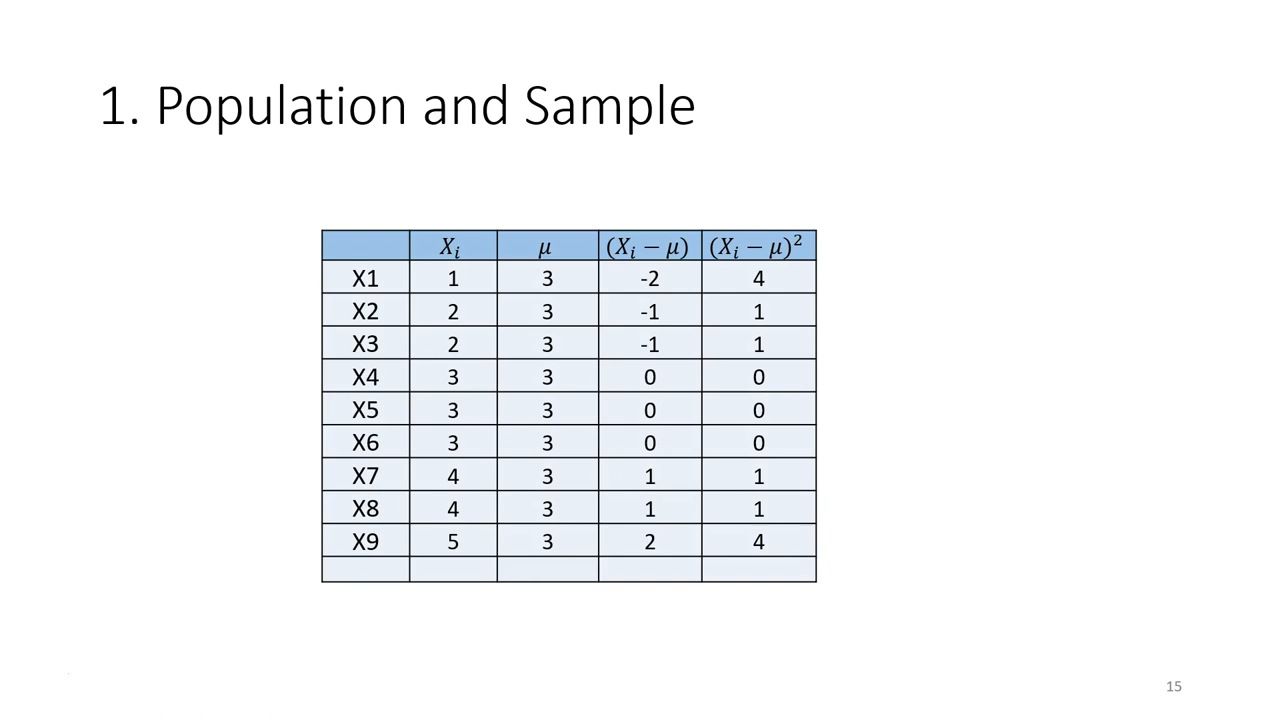 1. Population and Sample
𝑋ᵢ 𝜇 (𝑋ᵢ − 𝜇) (𝑋ᵢ − 𝜇)²
X1 1 3 -2 4
X2 2 3 -1 1
X3 2 3 -1 1
X4 3 3 0 0
X5 3 3 0 0
X6 3 3 0 0
X7 4 3 1 1
X8 4 3 1 1
X9 5 3 2 4
15